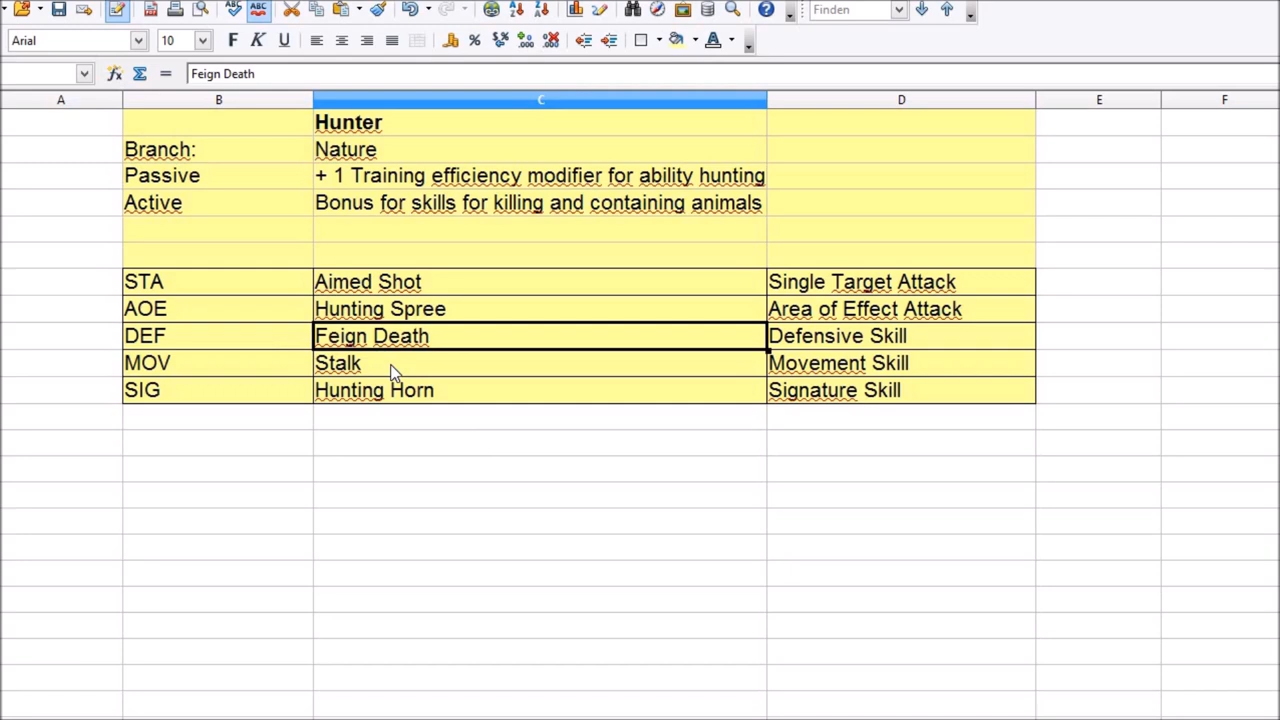 Finden
Arial 10 F K U
Feign Death
A B C D E F
Hunter
Branch: Nature
Passive + 1 Training efficiency modifier for ability hunting
Active Bonus for skills for killing and containing animals
STA Aimed Shot Single Target Attack
AOE Hunting Spree Area of Effect Attack
DEF Feign Death Defensive Skill
MOV Stalk Movement Skill
SIG Hunting Horn Signature Skill